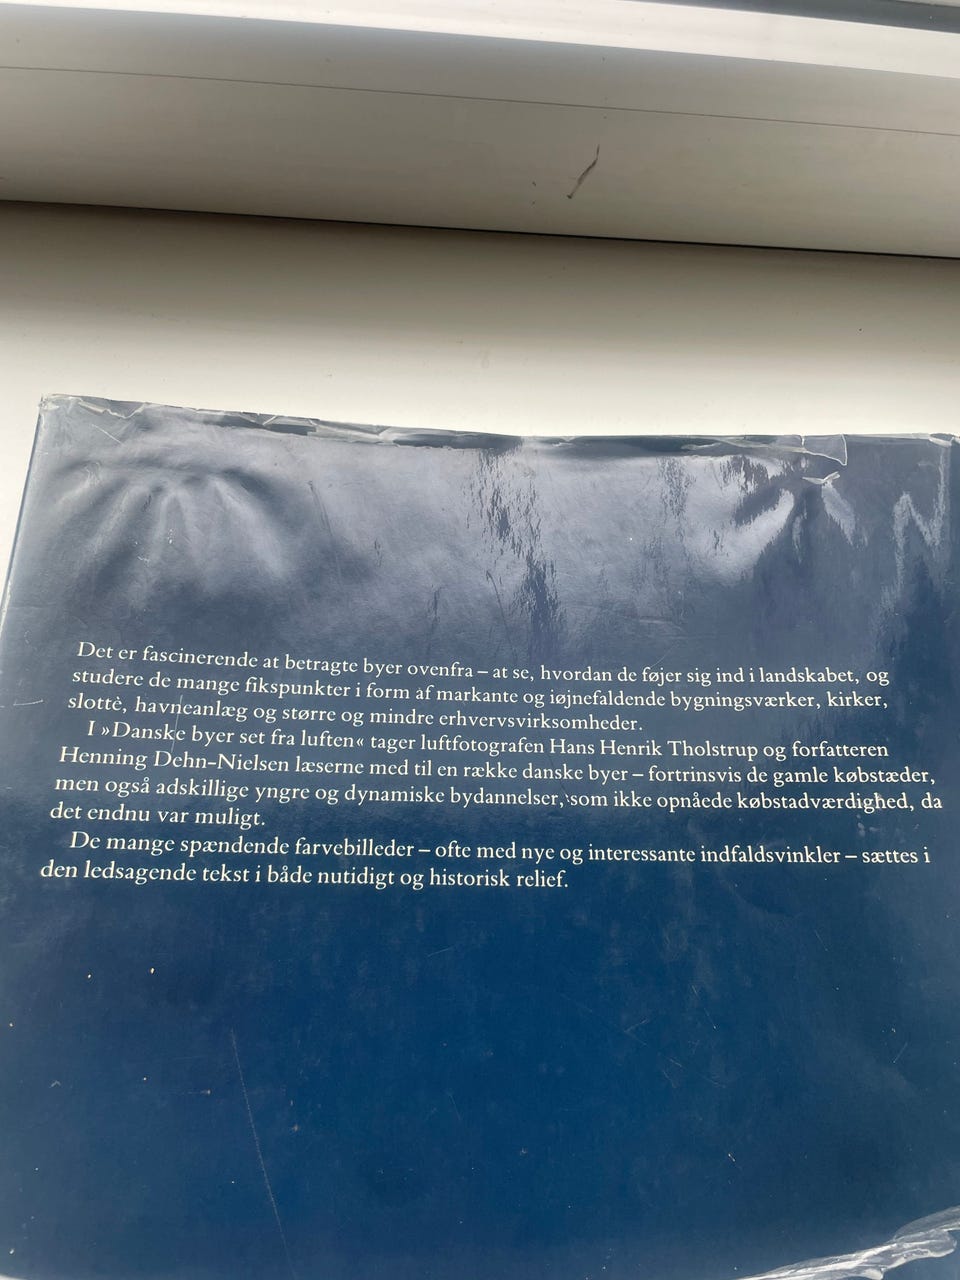 Det er fascinerende at betragte byer ovenfra – at se, hvordan de føjer sig ind i landskabet, og
studere de mange fikspunkter i form af markante og iøjnefaldende bygningsværker, kirker,
slotte, havneanlæg og større og mindre erhvervsvirksomheder.
I »Danske byer set fra luften« tager luftfotografen Hans Henrik Tholstrup og forfatteren
Henning Dehn-Nielsen læserne med til en række danske byer – fortrinsvis de gamle købstæder,
men også adskillige yngre og dynamiske bydannelser, som ikke opnåede købstadværdighed, da
det endnu var muligt.
De mange spændende farvebilleder – ofte med nye og interessante indfaldsvinkler – sættes i
den ledsagende tekst i både nutidigt og historisk relief.